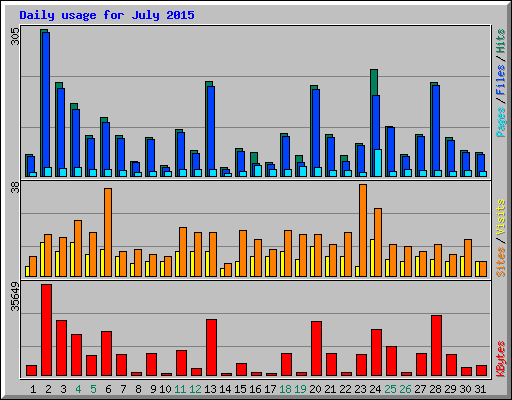 Daily usage for July 2015
305
Pages / Files / Hits
38
Sites / Visits
35649
KBytes
1 2 3 4 5 6 7 8 9 10 11 12 13 14 15 16 17 18 19 20 21 22 23 24 25 26 27 28 29 30 31